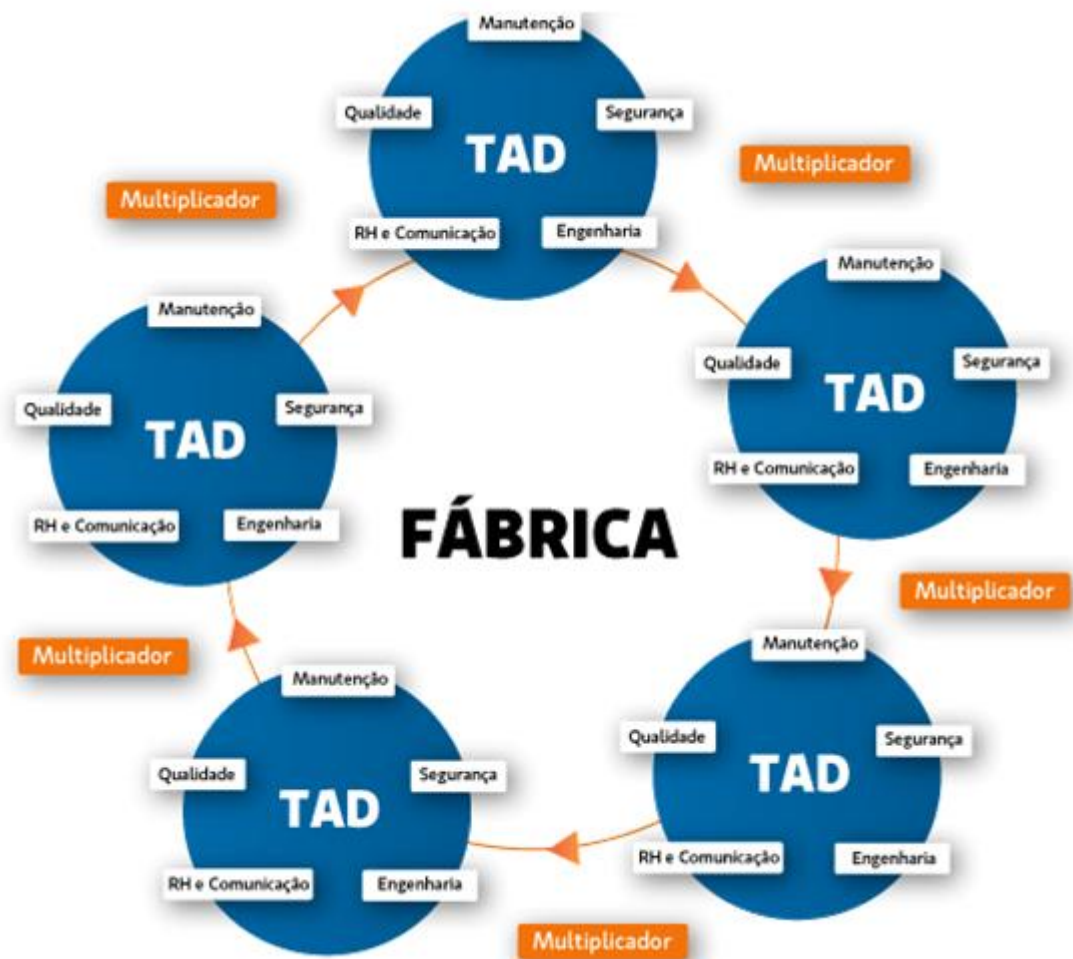 Manutenção
Qualidade
Segurança
TAD
RH e Comunicação
Engenharia
Multiplicador
Multiplicador
Manutenção
Qualidade
Segurança
TAD
RH e Comunicação
Engenharia
Manutenção
Qualidade
Segurança
TAD
RH e Comunicação
Engenharia
FÁBRICA
Multiplicador
Multiplicador
Manutenção
Qualidade
Segurança
TAD
RH e Comunicação
Engenharia
Manutenção
Qualidade
Segurança
TAD
RH e Comunicação
Engenharia
Multiplicador